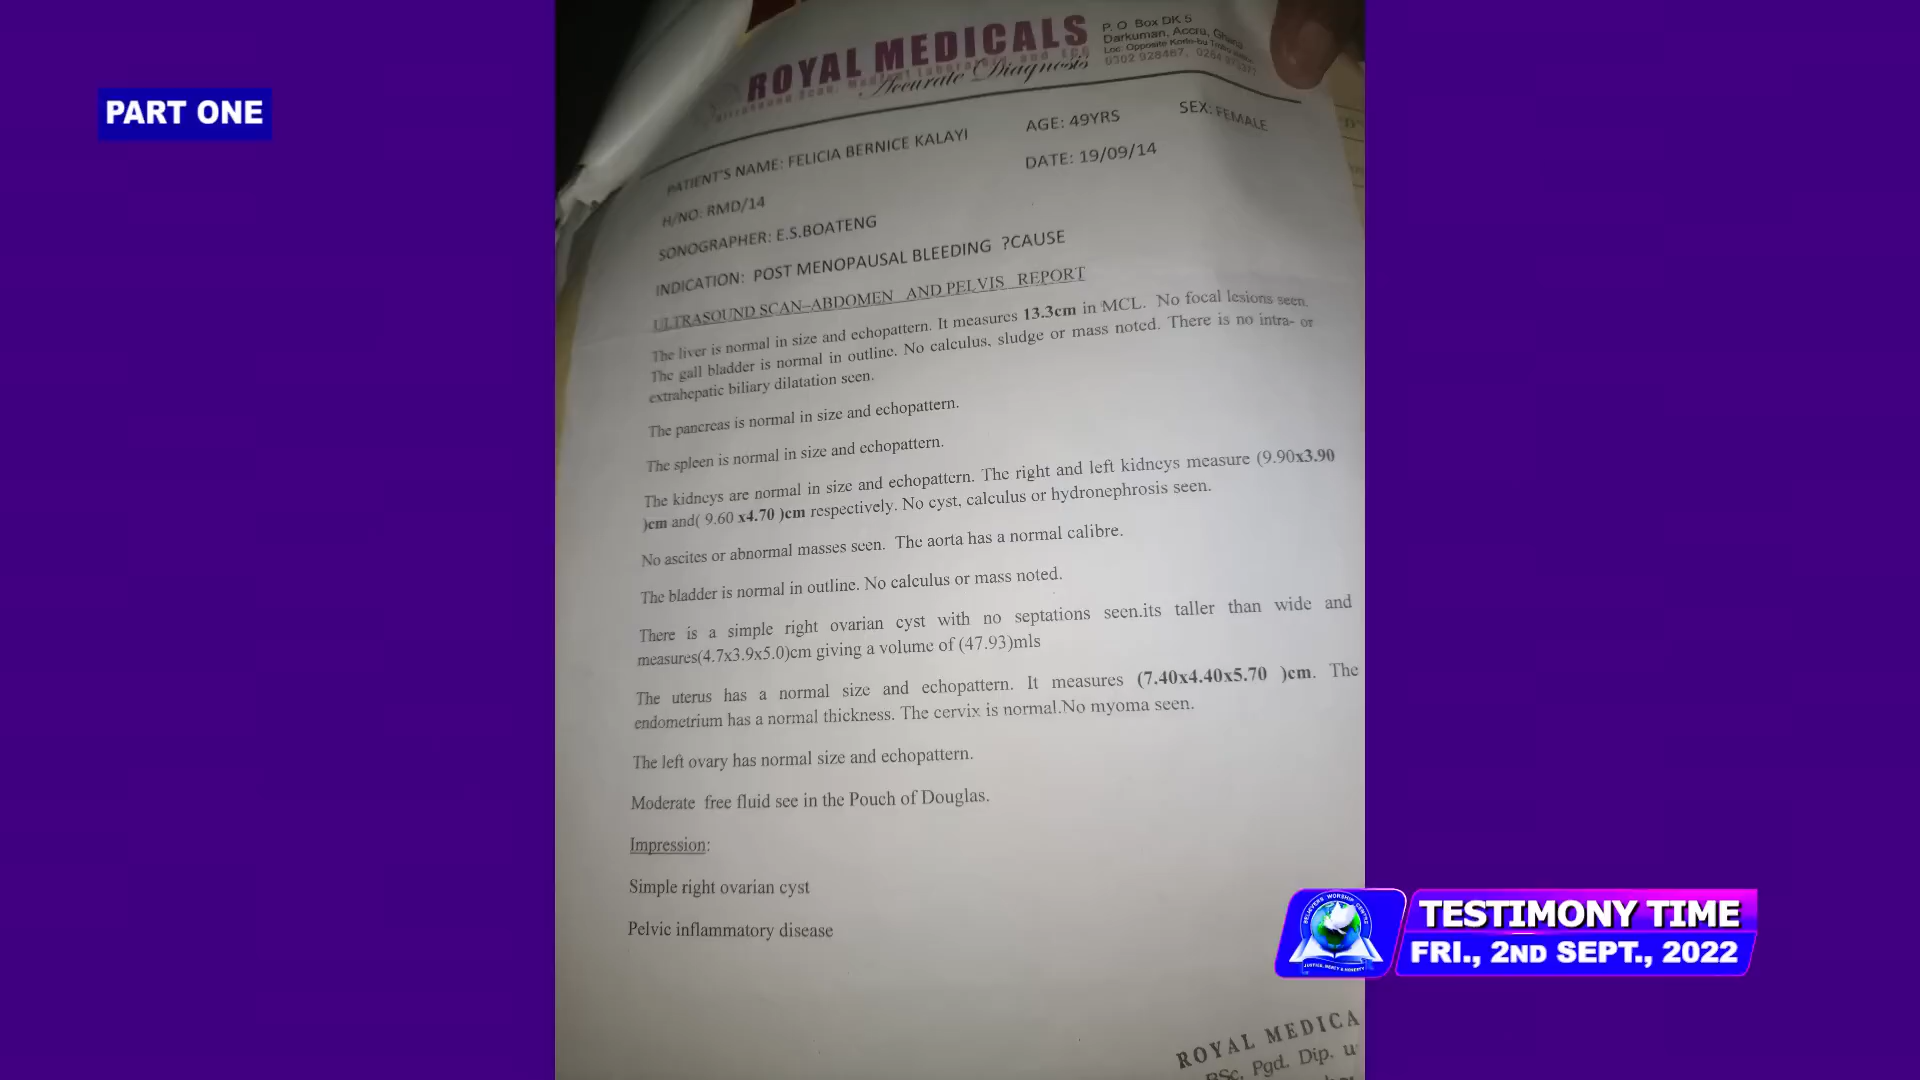 PART ONE
ROYAL MEDICALS
Accurate Diagnosis
P. O Box DK 5
Darkuman, Accra, Ghana
PATIENT'S NAME: FELICIA BERNICE KALAYI
AGE: 49YRS
SEX: FEMALE
H/NO: RMD/14
DATE: 19/09/14
SONOGRAPHER: E.S.BOATENG
INDICATION: POST MENOPAUSAL BLEEDING ?CAUSE
ULTRASOUND SCAN–ABDOMEN AND PELVIS REPORT
The liver is normal in size and echopattern. It measures 13.3cm in MCL. No focal lesions seen.
The gall bladder is normal in outline. No calculus, sludge or mass noted. There is no intra- or
extrahepatic biliary dilatation seen.
The pancreas is normal in size and echopattern.
The spleen is normal in size and echopattern.
The kidneys are normal in size and echopattern. The right and left kidneys measure (9.90x3.90
)cm and( 9.60 x4.70 )cm respectively. No cyst, calculus or hydronephrosis seen.
No ascites or abnormal masses seen. The aorta has a normal calibre.
The bladder is normal in outline. No calculus or mass noted.
There is a simple right ovarian cyst with no septations seen.its taller than wide and
measures(4.7x3.9x5.0)cm giving a volume of (47.93)mls
The uterus has a normal size and echopattern. It measures (7.40x4.40x5.70 )cm. The
endometrium has a normal thickness. The cervix is normal.No myoma seen.
The left ovary has normal size and echopattern.
Moderate free fluid see in the Pouch of Douglas.
Impression:
Simple right ovarian cyst
Pelvic inflammatory disease
ROYAL MEDICA
BSc, Pgd. Dip. u
BELIEVERS WORSHIP CENTRE
JUSTICE, MERCY & HONESTY
TESTIMONY TIME
FRI., 2ND SEPT., 2022